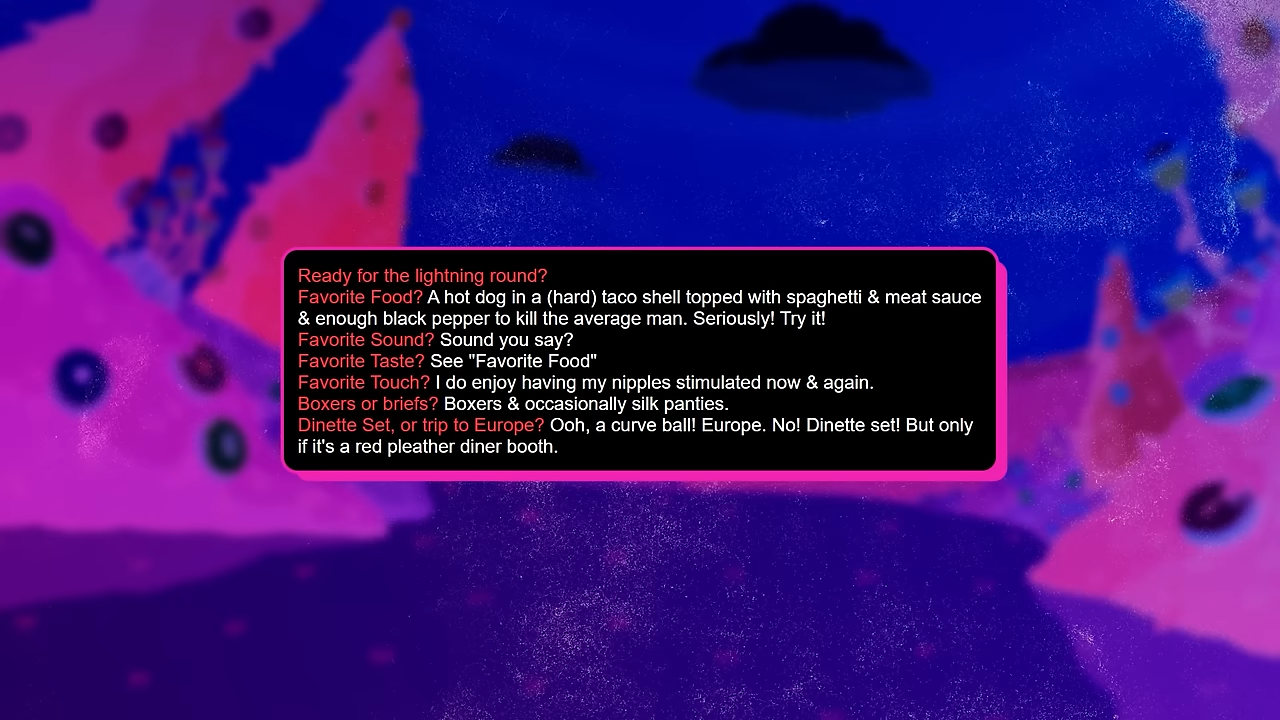 Ready for the lightning round?
Favorite Food? A hot dog in a (hard) taco shell topped with spaghetti & meat sauce
& enough black pepper to kill the average man. Seriously! Try it!
Favorite Sound? Sound you say?
Favorite Taste? See "Favorite Food"
Favorite Touch? I do enjoy having my nipples stimulated now & again.
Boxers or briefs? Boxers & occasionally silk panties.
Dinette Set, or trip to Europe? Ooh, a curve ball! Europe. No! Dinette set! But only
if it's a red pleather diner booth.